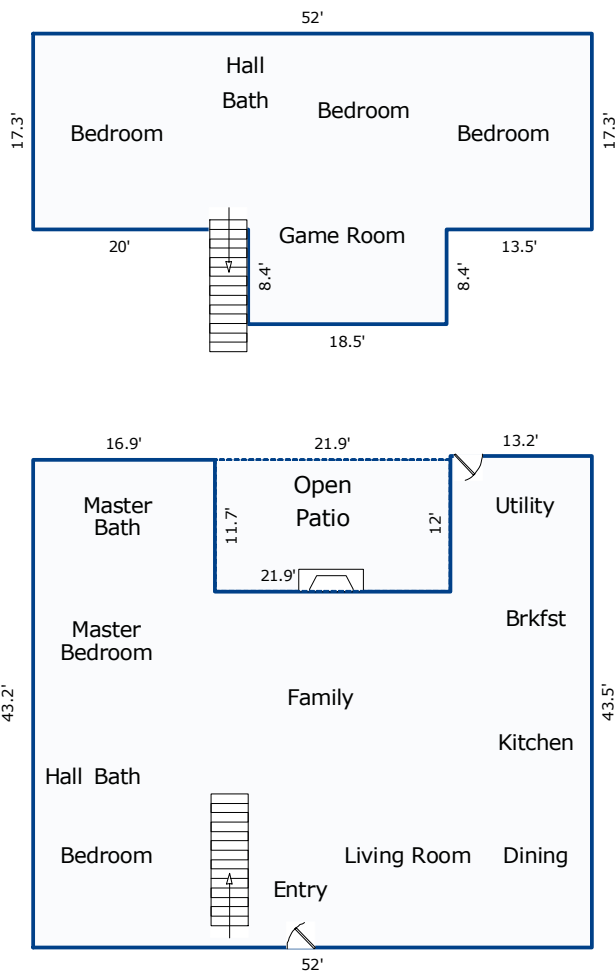 52'
Hall
Bath
Bedroom
Bedroom
Bedroom
17.3'
17.3'
Game Room
20'
13.5'
8.4'
8.4'
18.5'
16.9'
21.9'
13.2'
Open
Patio
Master
Bath
Utility
11.7'
12'
21.9'
Brkfst
Master
Bedroom
43.2'
43.5'
Family
Kitchen
Hall Bath
Bedroom
Living Room
Dining
Entry
52'